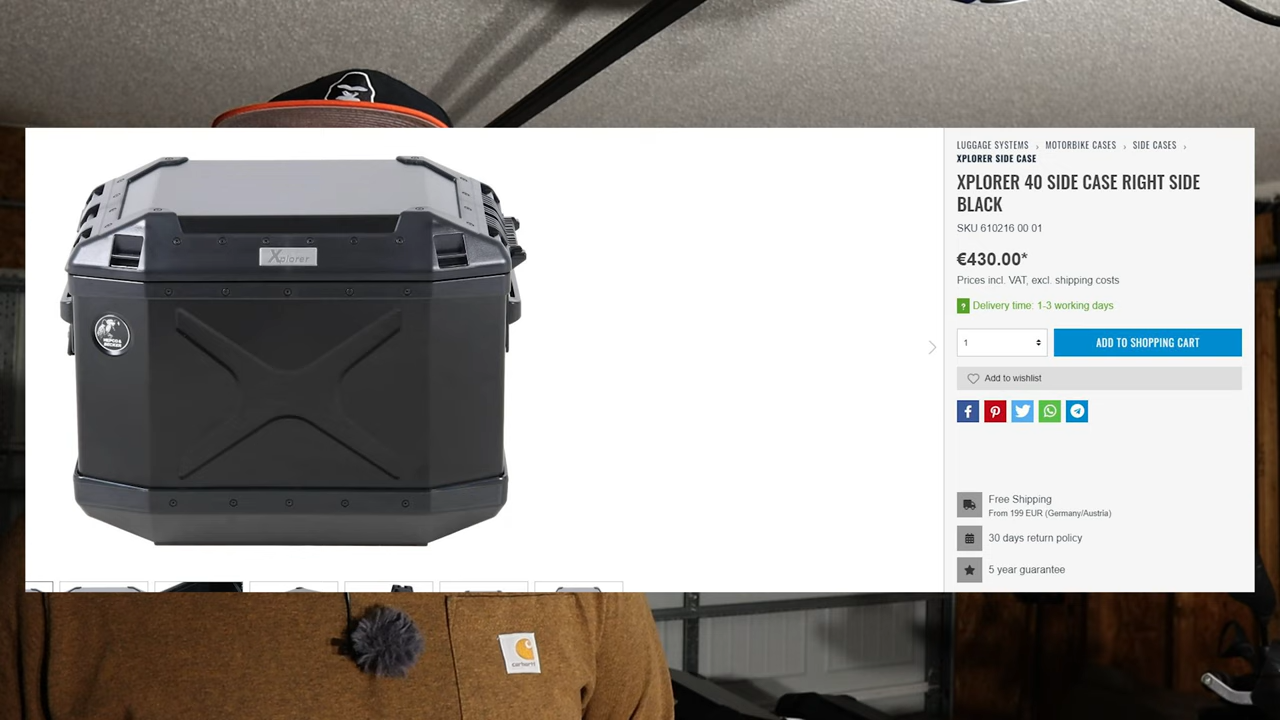 LUGGAGE SYSTEMS › MOTORBIKE CASES › SIDE CASES ›
XPLORER SIDE CASE
XPLORER 40 SIDE CASE RIGHT SIDE
BLACK
SKU 610216 00 01
€430.00*
Prices incl. VAT, excl. shipping costs
? Delivery time: 1-3 working days
1
ADD TO SHOPPING CART
Add to wishlist
Free Shipping
From 199 EUR (Germany/Austria)
30 days return policy
5 year guarantee
Xplorer
HEPCO &
BECKER
carhartt